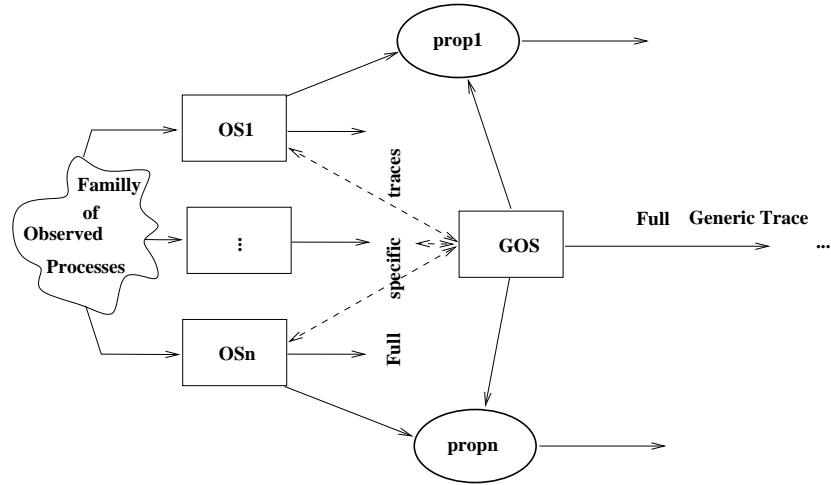 prop1
OS1
Familly
of
Observed
Processes
...
Full specific traces
GOS
Full Generic Trace
...
OSn
propn